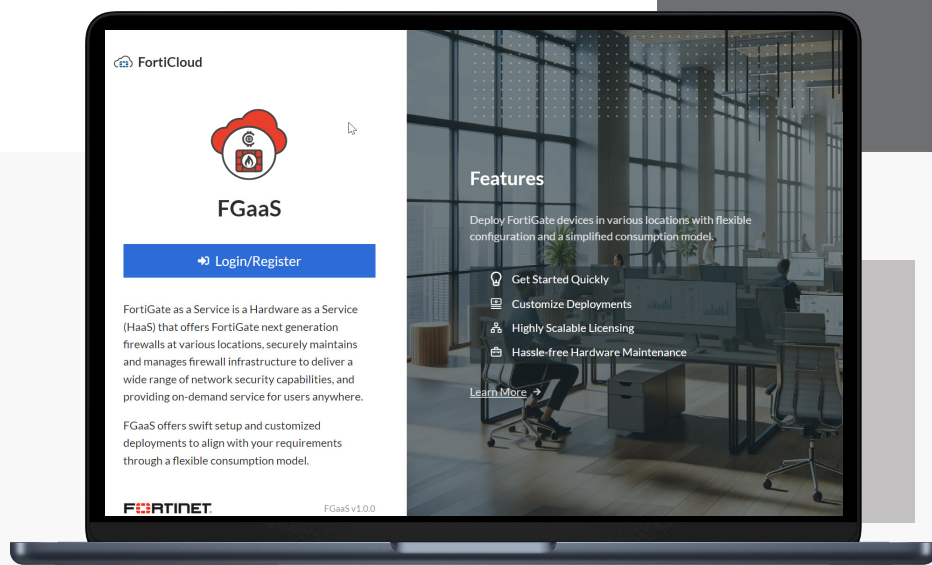 FortiCloud
FGaaS
Login/Register
FortiGate as a Service is a Hardware as a Service
(HaaS) that offers FortiGate next generation
firewalls at various locations, securely maintains
and manages firewall infrastructure to deliver a
wide range of network security capabilities, and
providing on-demand service for users anywhere.
FGaaS offers swift setup and customized
deployments to align with your requirements
through a flexible consumption model.
FORTINET
FGaaS v1.0.0
Features
Deploy FortiGate devices in various locations with flexible
configuration and a simplified consumption model.
Get Started Quickly
Customize Deployments
Highly Scalable Licensing
Hassle-free Hardware Maintenance
Learn More